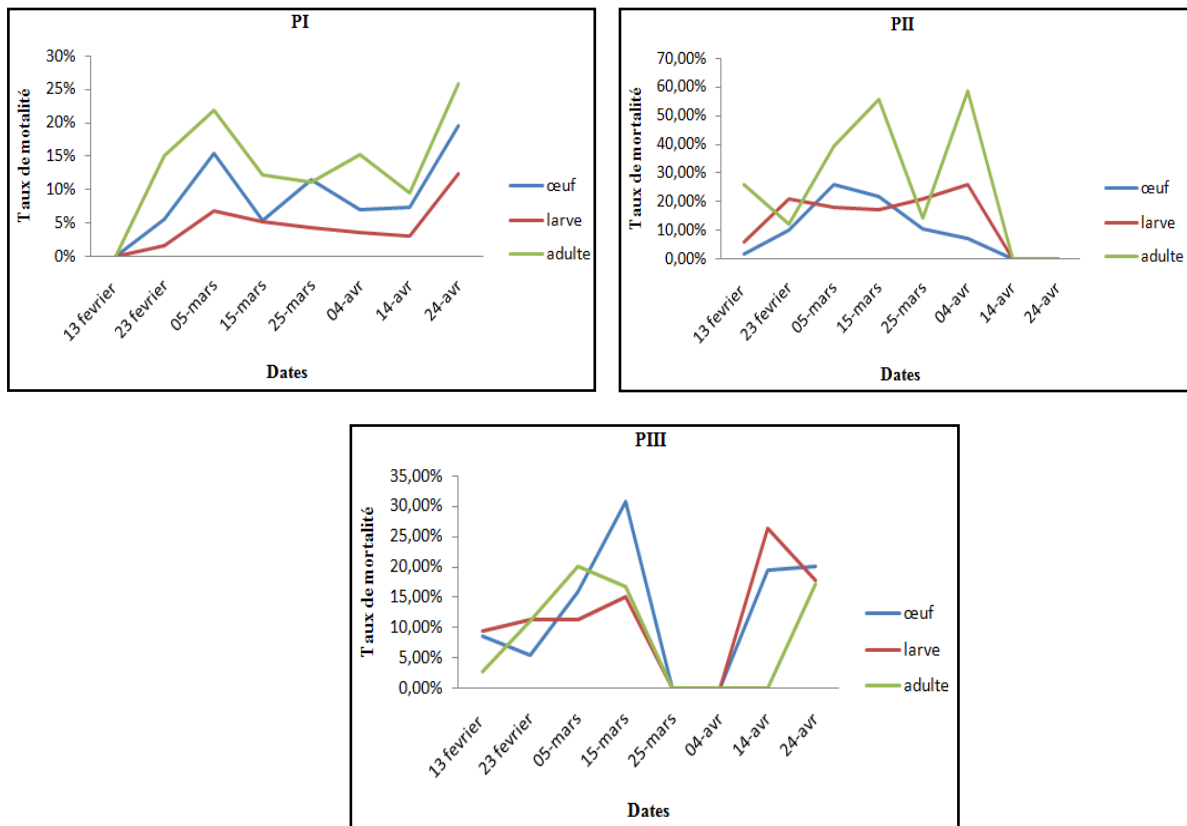 PI
Taux de motalité
30%
25%
20%
15%
10%
5%
0%
œuf
larve
adulte
13 fevrier
23 fevrier
05-mars
15-mars
25-mars
04-avr
14-avr
24-avr
Dates
PII
Taux de mortalité
70,00%
60,00%
50,00%
40,00%
30,00%
20,00%
10,00%
0,00%
œuf
larve
adulte
13 fevrier
23 fevrier
05-mars
15-mars
25-mars
04-avr
14-avr
24-avr
Dates
PIII
Taux de mortalité
35,00%
30,00%
25,00%
20,00%
15,00%
10,00%
5,00%
0,00%
œuf
larve
adulte
13 fevrier
23 fevrier
05-mars
15-mars
25-mars
04-avr
14-avr
24-avr
Dates